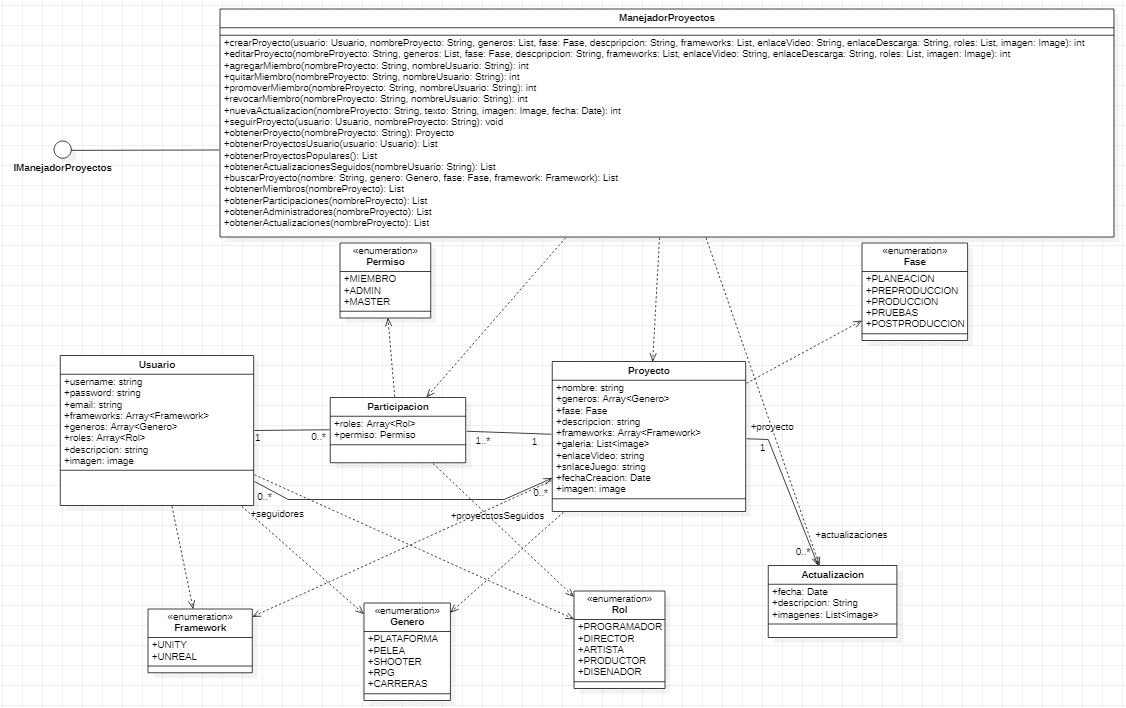 ManejadorProyectos
+crearProyecto(usuario: Usuario, nombreProyecto: String, generos: List, fase: Fase, descpripcion: String, frameworks: List, enlaceVideo: String, enlaceDescarga: String, roles: List, imagen: Image): int
+editarProyecto(nombreProyecto: String, generos: List, fase: Fase, descpripcion: String, frameworks: List, enlaceVideo: String, enlaceDescarga: String, roles: List, imagen: Image): int
+agregarMiembro(nombreProyecto: String, nombreUsuario: String): int
+quitarMiembro(nombreProyecto: String, nombreUsuario: String): int
+promoverMiembro(nombreProyecto: String, nombreUsuario: String): int
+revocarMiembro(nombreProyecto: String, nombreUsuario: String): int
+nuevaActualizacion(nombreProyecto: String, texto: String, imagen: Image, fecha: Date): int
+seguirProyecto(usuario: Usuario, nombreProyecto: String): void
+obtenerProyecto(nombreProyecto: String): Proyecto
+obtenerProyectosUsuario(usuario: Usuario): List
+obtenerProyectosPopulares(): List
+obtenerActualizacionesSeguidos(nombreUsuario: String): List
+buscarProyecto(nombre: String, genero: Genero, fase: Fase, framework: Framework): List
+obtenerMiembros(nombreProyecto): List
+obtenerParticipaciones(nombreProyecto): List
+obtenerAdministradores(nombreProyecto): List
+obtenerActualizaciones(nombreProyecto): List
IManejadorProyectos
«enumeration»
Permiso
+MIEMBRO
+ADMIN
+MASTER
«enumeration»
Fase
+PLANEACION
+PREPRODUCCION
+PRODUCCION
+PRUEBAS
+POSTPRODUCCION
Usuario
+username: string
+password: string
+email: string
+frameworks: Array<Framework>
+generos: Array<Genero>
+roles: Array<Rol>
+descripcion: string
+imagen: image
Participacion
+roles: Array<Rol>
+permiso: Permiso
Proyecto
+nombre: string
+generos: Array<Genero>
+fase: Fase
+descripcion: string
+frameworks: Array<Framework>
+galeria: List<image>
+enlaceVideo: string
+snlaceJuego: string
+fechaCreacion: Date
+imagen: image
1
0..*
1..*
1
+proyecto
1
0..*
+seguidores
0..*
+proyecctosSeguidos
+actualizaciones
0..*
Actualizacion
+fecha: Date
+descripcion: String
+imagenes: List<image>
«enumeration»
Framework
+UNITY
+UNREAL
«enumeration»
Genero
+PLATAFORMA
+PELEA
+SHOOTER
+RPG
+CARRERAS
«enumeration»
Rol
+PROGRAMADOR
+DIRECTOR
+ARTISTA
+PRODUCTOR
+DISENADOR